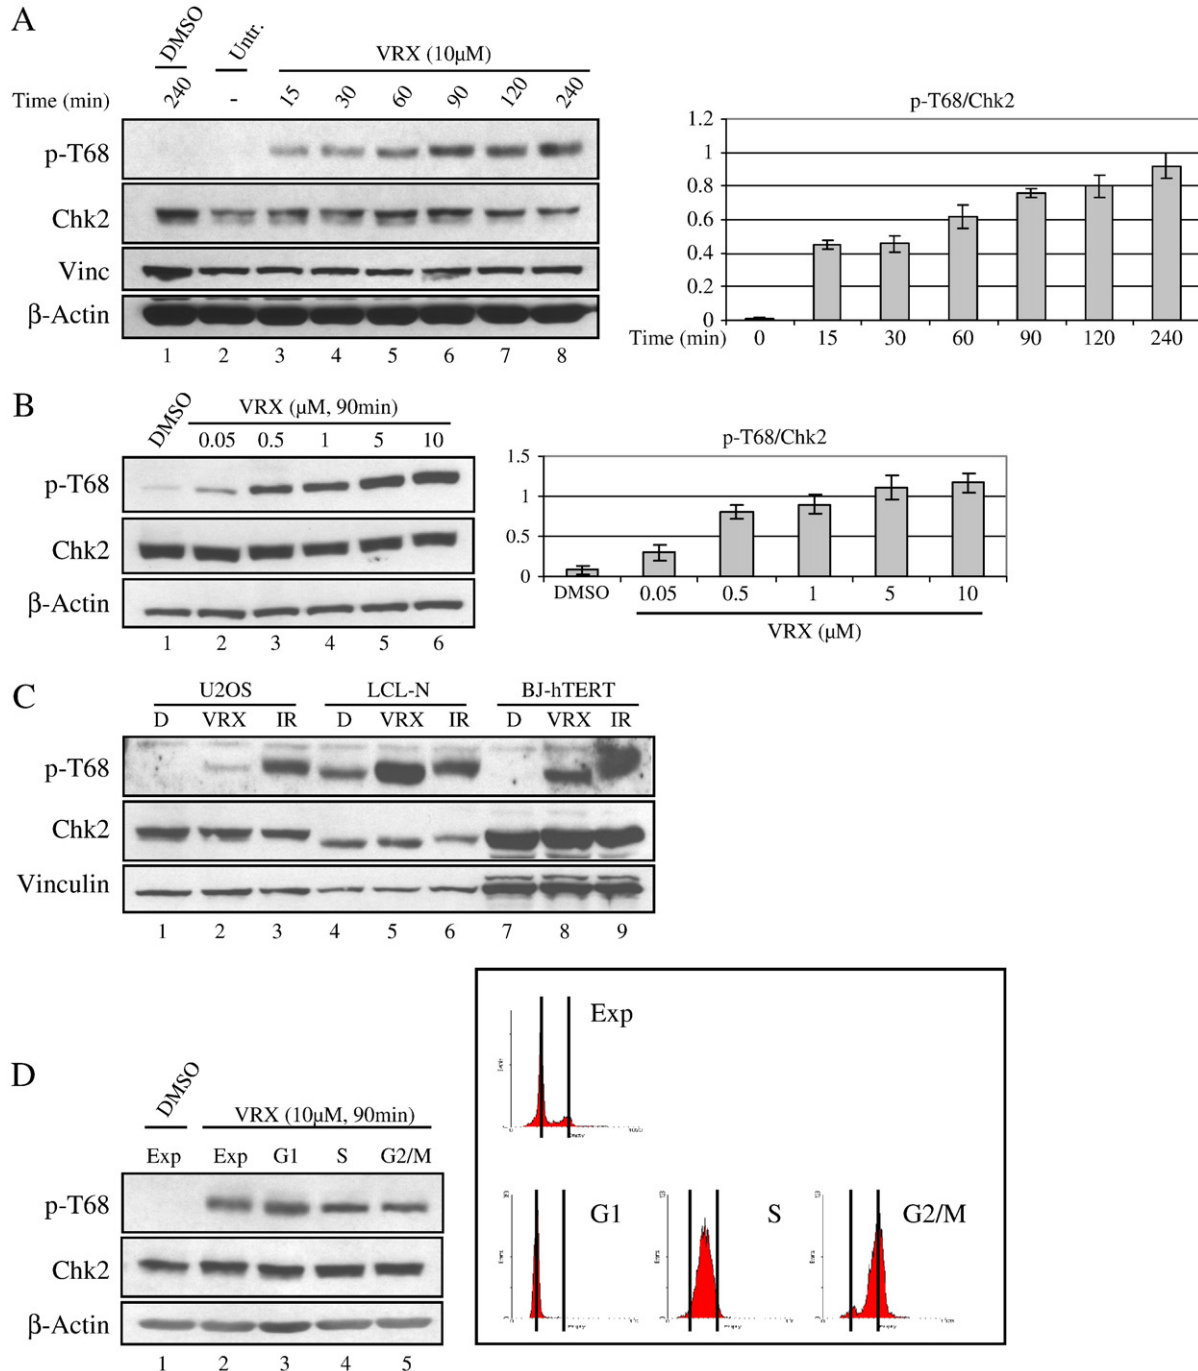 A
DMSO
Untr.
VRX (10µM)
Time (min)
240
-
15
30
60
90
120
240
p-T68
Chk2
Vinc
β-Actin
1 2 3 4 5 6 7 8
p-T68/Chk2
1.2
1
0.8
0.6
0.4
0.2
0
Time (min) 0 15 30 60 90 120 240
B
DMSO
VRX (µM, 90min)
0.05 0.5 1 5 10
p-T68
Chk2
β-Actin
1 2 3 4 5 6
p-T68/Chk2
1.5
1
0.5
0
DMSO 0.05 0.5 1 5 10
VRX (µM)
C
U2OS LCL-N BJ-hTERT
D VRX IR D VRX IR D VRX IR
p-T68
Chk2
Vinculin
1 2 3 4 5 6 7 8 9
D
DMSO
VRX (10µM, 90min)
Exp Exp G1 S G2/M
p-T68
Chk2
β-Actin
1 2 3 4 5
Exp
G1
S
G2/M